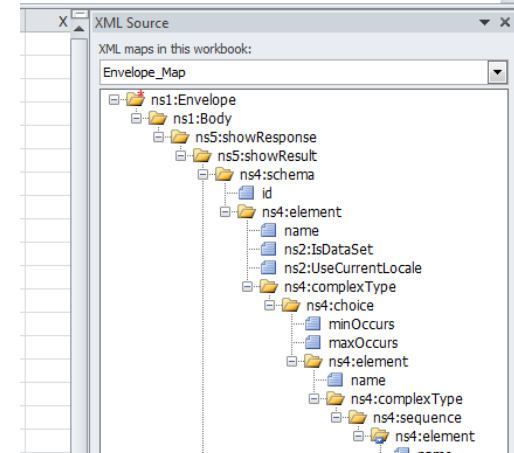 X
XML Source
XML maps in this workbook:
Envelope_Map
ns1:Envelope
ns1:Body
ns5:showResponse
ns5:showResult
ns4:schema
id
ns4:element
name
ns2:IsDataSet
ns2:UseCurrentLocale
ns4:complexType
ns4:choice
minOccurs
maxOccurs
ns4:element
name
ns4:complexType
ns4:sequence
ns4:element
name